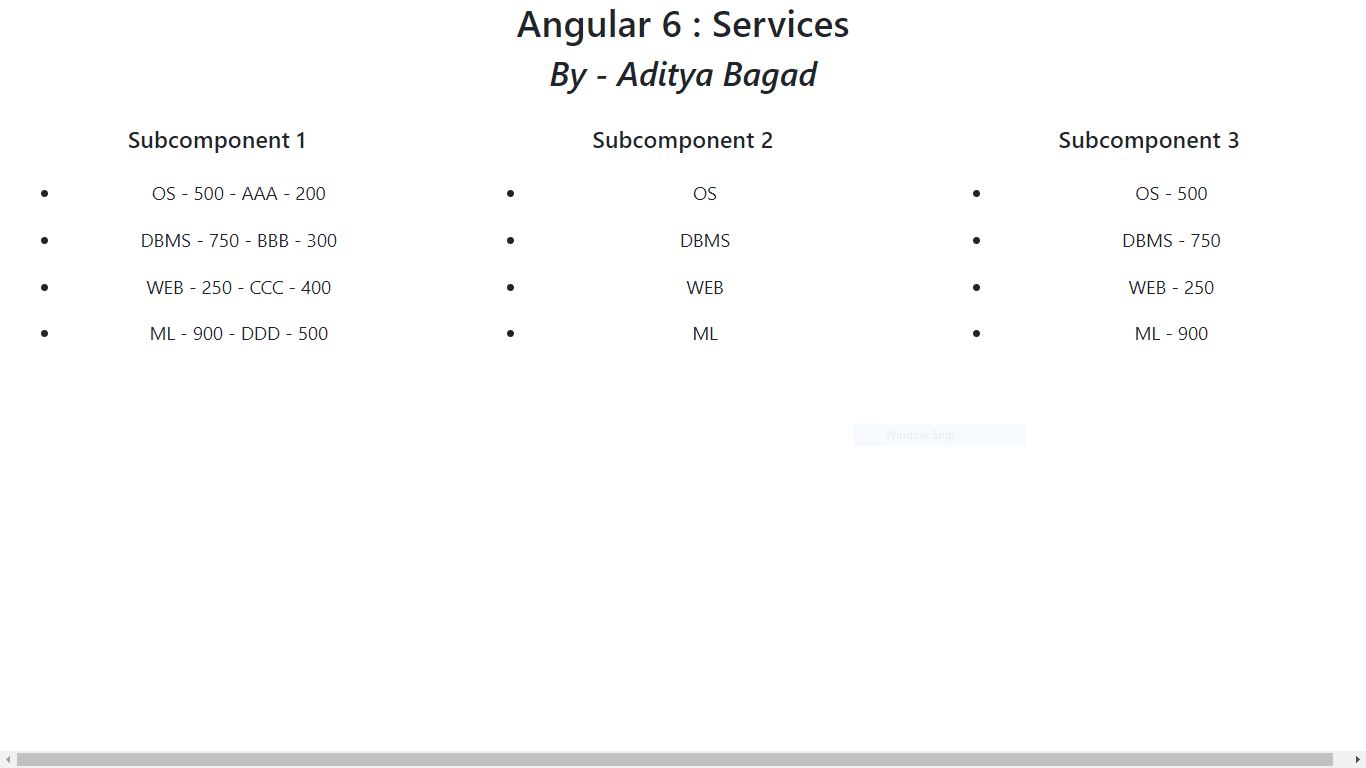 Angular 6 : Services
By - Aditya Bagad
Subcomponent 1
OS - 500 - AAA - 200
DBMS - 750 - BBB - 300
WEB - 250 - CCC - 400
ML - 900 - DDD - 500
Subcomponent 2
OS
DBMS
WEB
ML
Subcomponent 3
OS - 500
DBMS - 750
WEB - 250
ML - 900
Window Snip